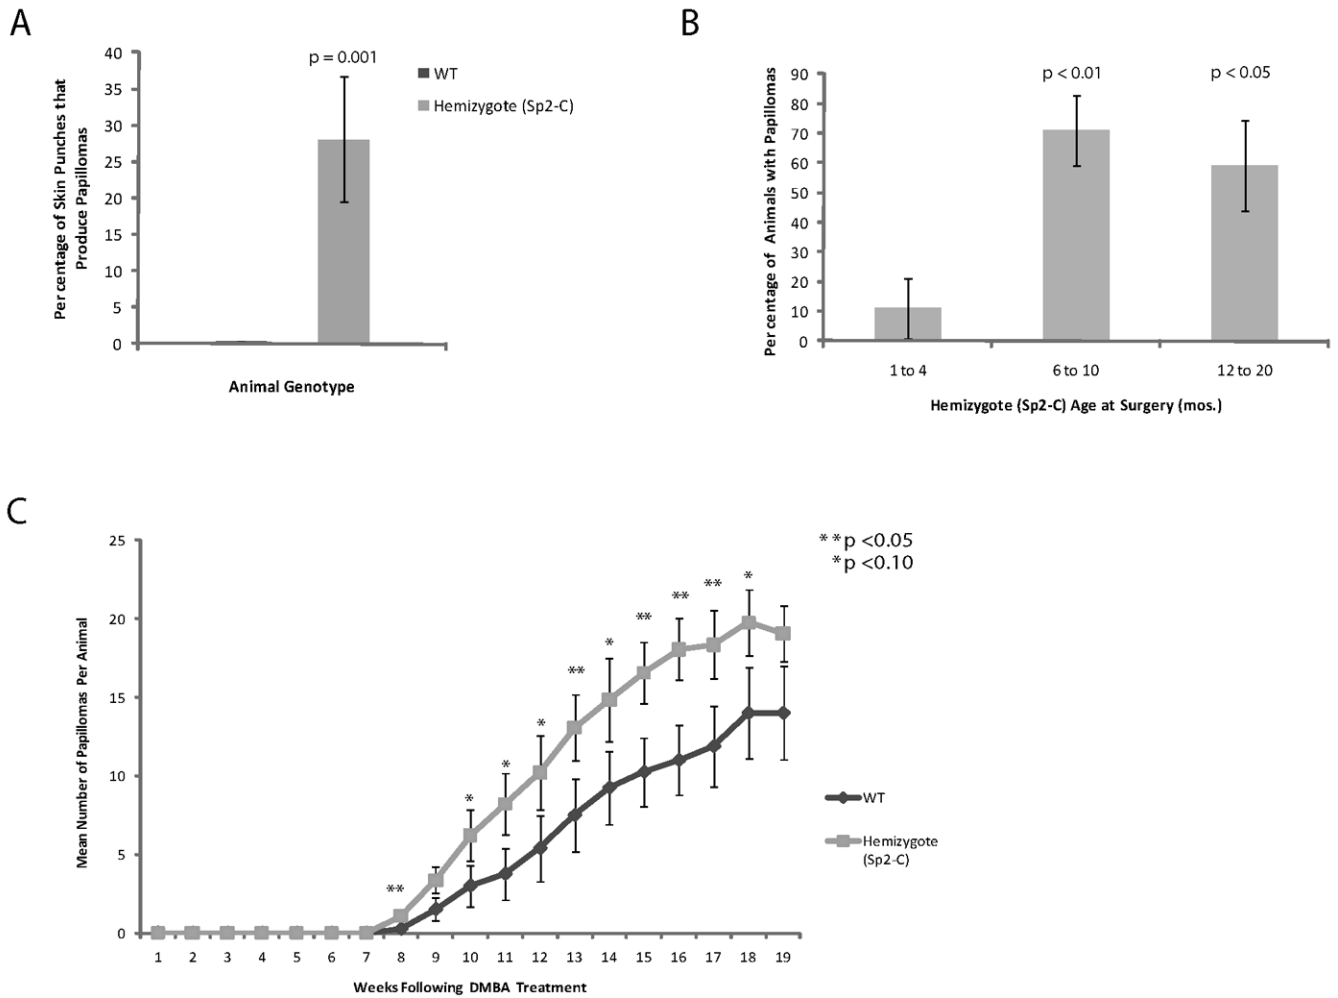 A
40
35
30
25
20
15
10
5
0
Percentage of Skin Punches that
Produce Papillomas
p = 0.001
WT
Hemizygote (Sp2-C)
Animal Genotype
B
90
80
70
60
50
40
30
20
10
0
Percentage of Animals with Papillomas
p < 0.01
p < 0.05
1 to 4
6 to 10
12 to 20
Hemizygote (Sp2-C) Age at Surgery (mos.)
C
25
20
15
10
5
0
Mean Number of Papillomas Per Animal
**
*
*
*
**
*
**
**
**
*
**p <0.05
*p <0.10
WT
Hemizygote
(Sp2-C)
1 2 3 4 5 6 7 8 9 10 11 12 13 14 15 16 17 18 19
Weeks Following DMBA Treatment